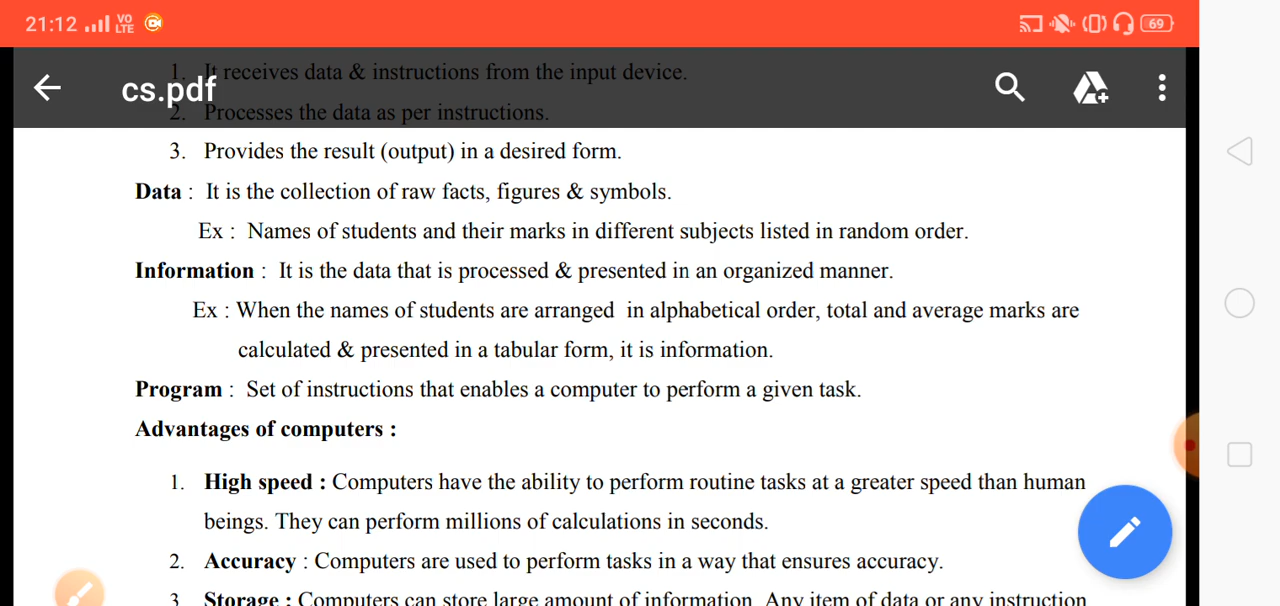 21:12 VO LTE 69
1. It receives data & instructions from the input device.
cs.pdf
2. Processes the data as per instructions.
3. Provides the result (output) in a desired form.
Data : It is the collection of raw facts, figures & symbols.
Ex : Names of students and their marks in different subjects listed in random order.
Information : It is the data that is processed & presented in an organized manner.
Ex : When the names of students are arranged in alphabetical order, total and average marks are
calculated & presented in a tabular form, it is information.
Program : Set of instructions that enables a computer to perform a given task.
Advantages of computers :
1. High speed : Computers have the ability to perform routine tasks at a greater speed than human
beings. They can perform millions of calculations in seconds.
2. Accuracy : Computers are used to perform tasks in a way that ensures accuracy.
3 Storage : Computers can store large amount of information. Any item of data or any instruction